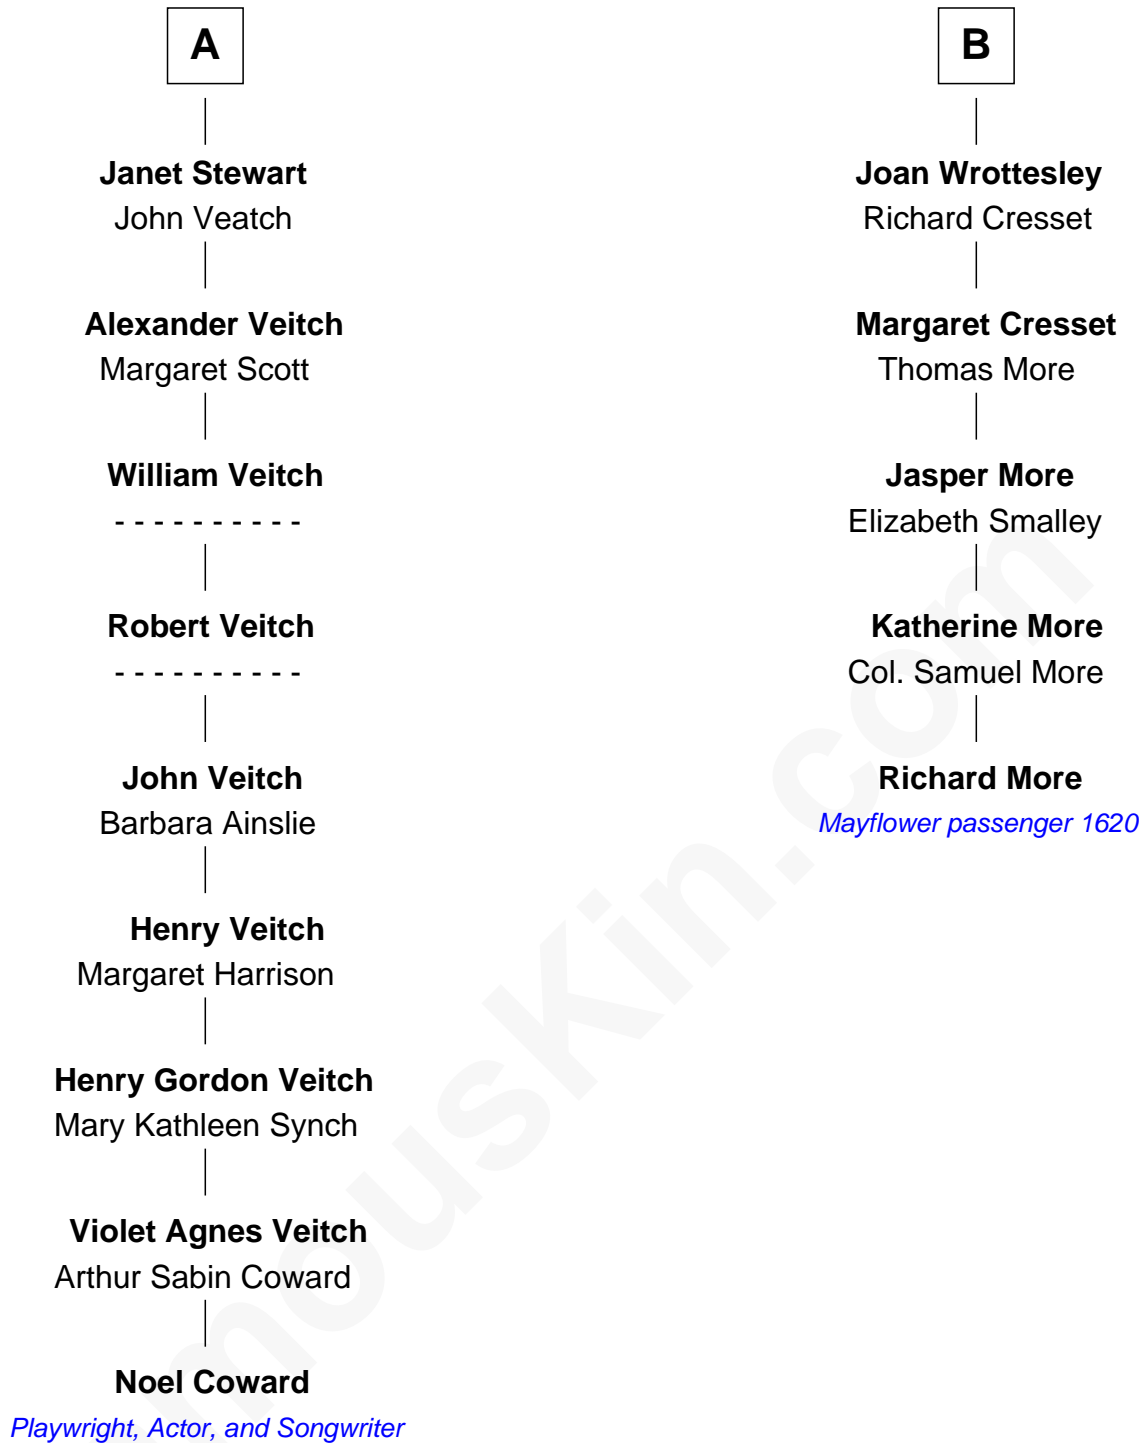 A
Janet Stewart
John Veatch
Alexander Veitch
Margaret Scott
William Veitch
- - - - - - - - - -
Robert Veitch
- - - - - - - - - -
John Veitch
Barbara Ainslie
Henry Veitch
Margaret Harrison
Henry Gordon Veitch
Mary Kathleen Synch
Violet Agnes Veitch
Arthur Sabin Coward
Noel Coward
Playwright, Actor, and Songwriter
B
Joan Wrottesley
Richard Cresset
Margaret Cresset
Thomas More
Jasper More
Elizabeth Smalley
Katherine More
Col. Samuel More
Richard More
Mayflower passenger 1620
mousKin.com